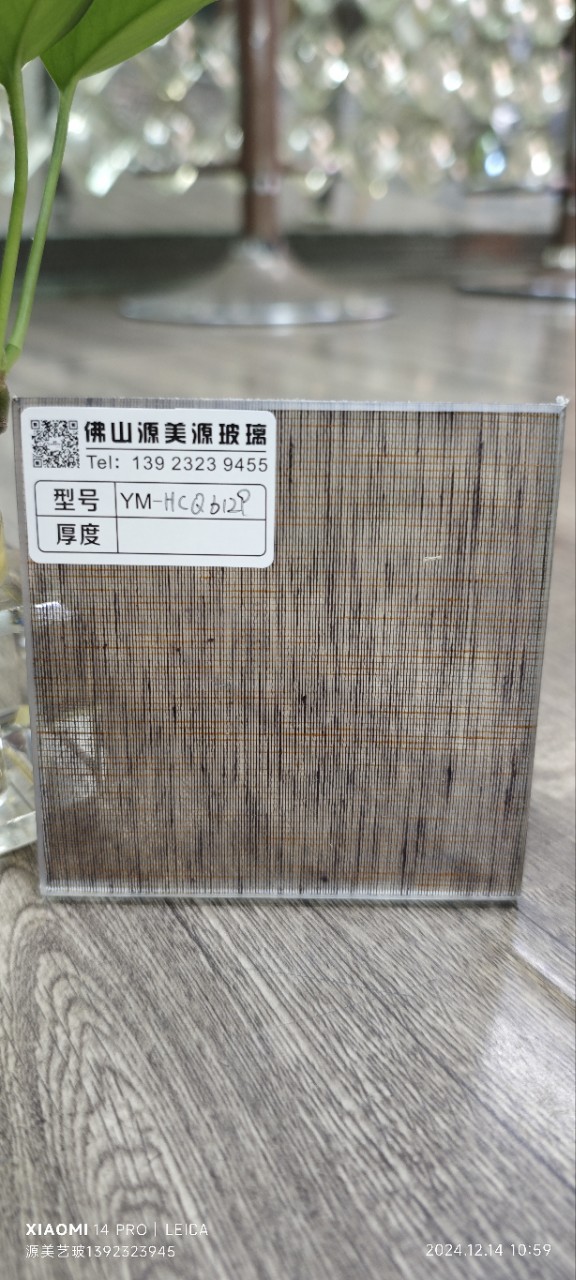 佛山源美源玻璃
Tel: 139 2323 9455
型号 YM-HCQb129
厚度
XIAOMI 14 PRO | LEICA
源美艺玻1392323945
2024.12.14 10:59